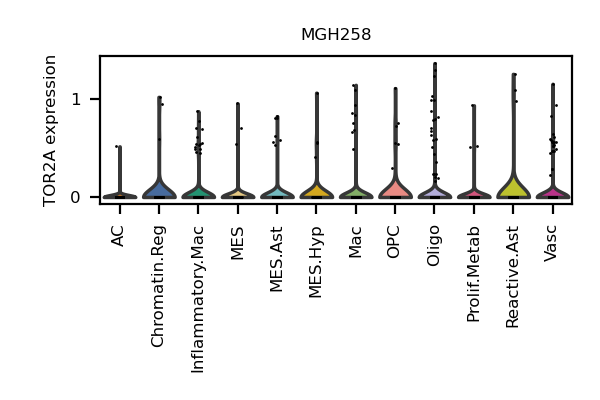 MGH258
TOR2A expression
1
0
AC
Chromatin.Reg
Inflammatory.Mac
MES
MES.Ast
MES.Hyp
Mac
OPC
Oligo
Prolif.Metab
Reactive.Ast
Vasc